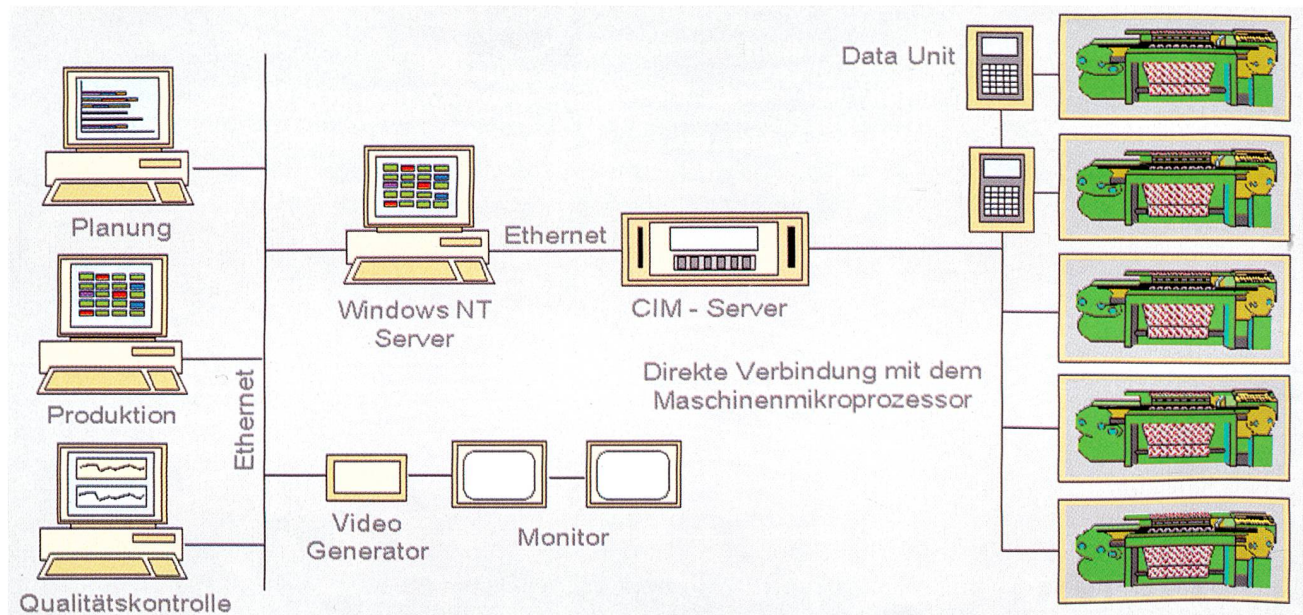 Data Unit
Planung
Ethernet
Windows NT
Server
CIM - Server
Direkte Verbindung mit dem
Maschinenmikroprozessor
Produktion
Ethernet
Video
Generator
Monitor
Qualitätskontrolle